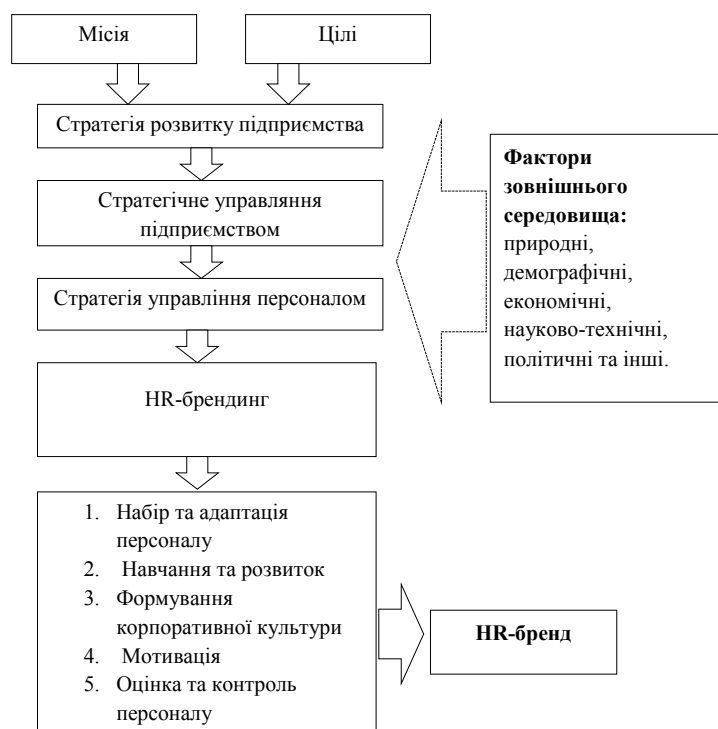 Місія
Цілі
Стратегія розвитку підприємства
Стратегічне управляння
підприємством
Стратегія управління персоналом
HR-брендинг
Фактори
зовнішнього
середовища:
природні,
демографічні,
економічні,
науково-технічні,
політичні та інші.
1. Набір та адаптація
персоналу
2. Навчання та розвиток
3. Формування
корпоративної культури
4. Мотивація
5. Оцінка та контроль
персоналу
HR-бренд